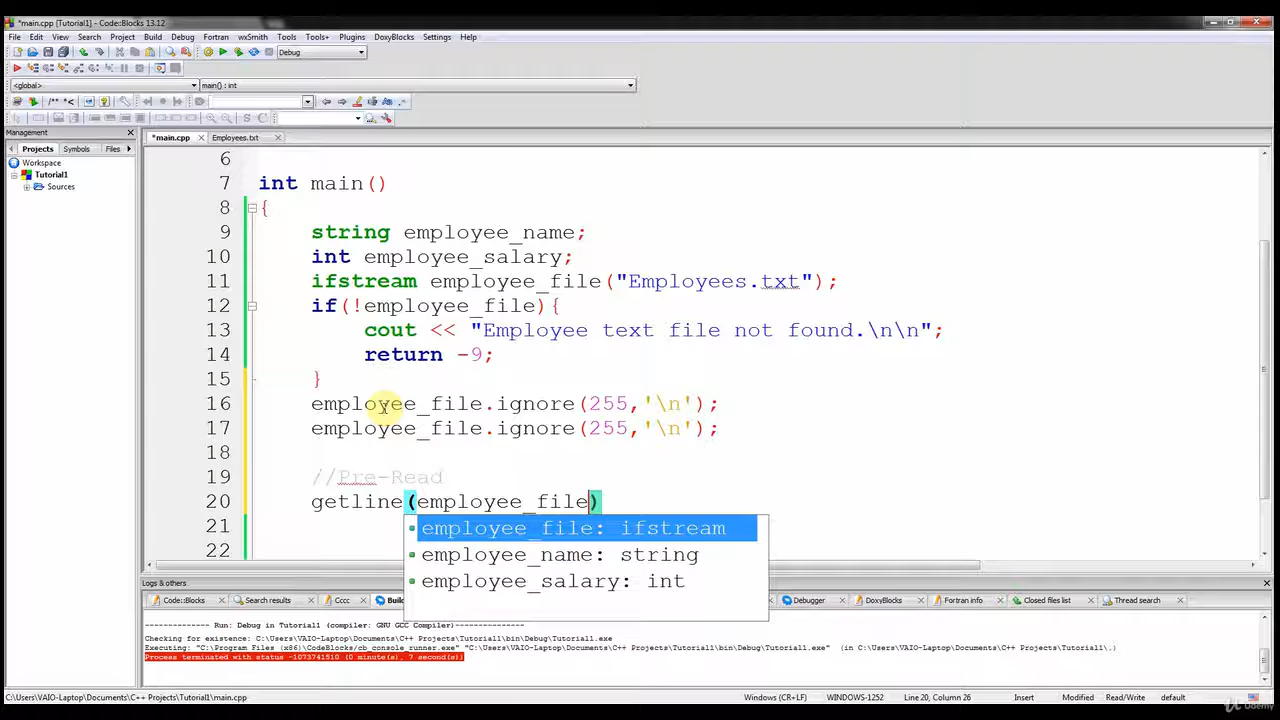 *main.cpp [Tutorial1] - Code::Blocks 13.12
File Edit View Search Project Build Debug Fortran wxSmith Tools Tools+ Plugins DoxyBlocks Settings Help
Debug
<global> main() : int
/** *<
S C
Management
*main.cpp Employees.txt
Projects Symbols Files
Workspace
Tutorial1
Sources
6
7 int main()
8 {
9 string employee_name;
10 int employee_salary;
11 ifstream employee_file("Employees.txt");
12 if(!employee_file){
13 cout << "Employee text file not found.\n\n";
14 return -9;
15 }
16 employee_file.ignore(255,'\n');
17 employee_file.ignore(255,'\n');
18
19 //Pre-Read
20 getline(employee_file)
21
22
employee_file: ifstream
employee_name: string
employee_salary: int
Logs & others
Code::Blocks Search results Cccc Debugger DoxyBlocks Fortran info Closed files list Thread search
-------------- Run: Debug in Tutorial1 (compiler: GNU GCC Compiler)---------------
Checking for existence: C:\Users\VAIO-Laptop\Documents\C++ Projects\Tutorial1\bin\Debug\Tutorial1.exe
Executing: "C:\Program Files (x86)\CodeBlocks/cb_console_runner.exe" "C:\Users\VAIO-Laptop\Documents\C++ Projects\Tutorial1\bin\Debug\Tutorial1.exe" (in C:\Users\VAIO-Laptop\Documents\C++ Projects\Tutorial1\.)
Process terminated with status -1073741510 (0 minute(s), 7 second(s))
C:\Users\VAIO-Laptop\Documents\C++ Projects\Tutorial1\main.cpp Windows (CR+LF) WINDOWS-1252 Line 20, Column 26 Insert Modified Read/Write default
Udemy